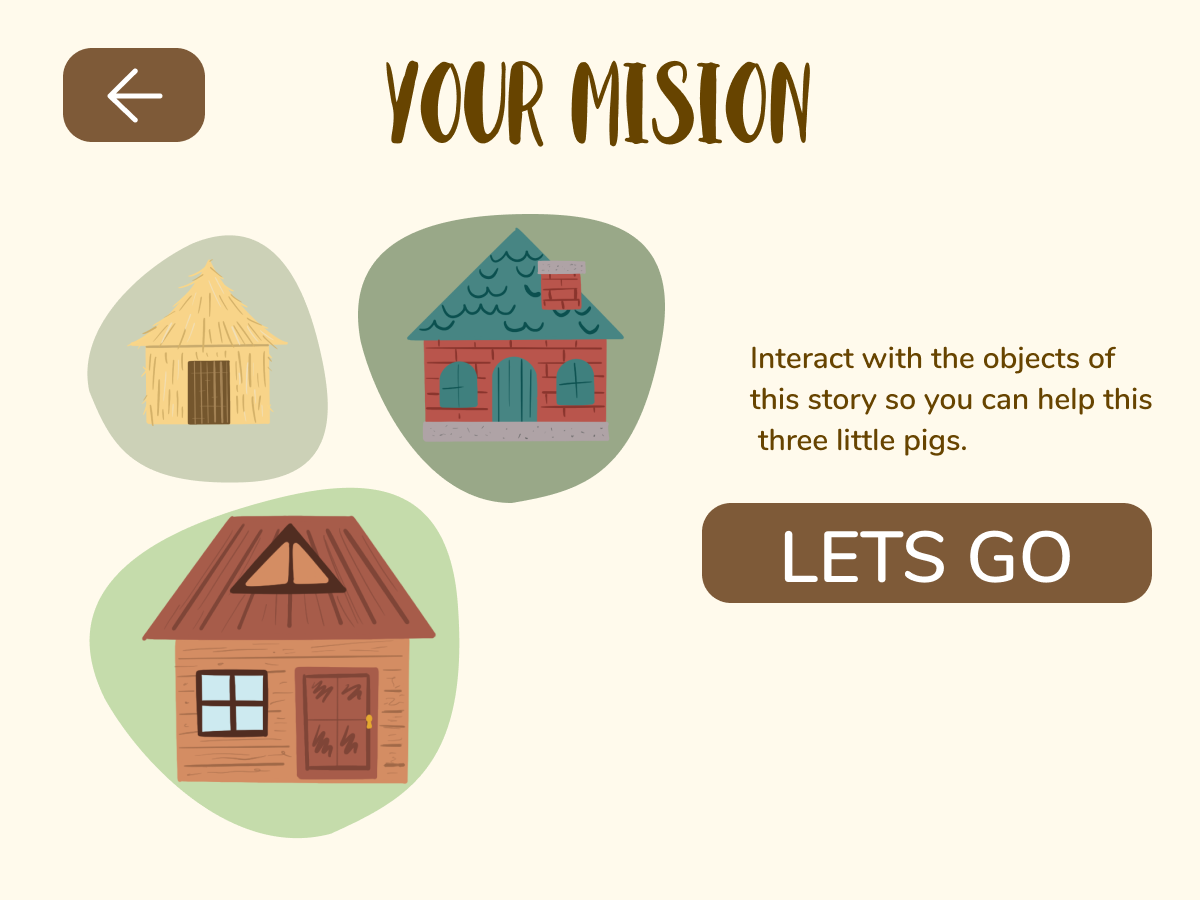 YOUR MISION
Interact with the objects of
this story so you can help this
three little pigs.
LETS GO